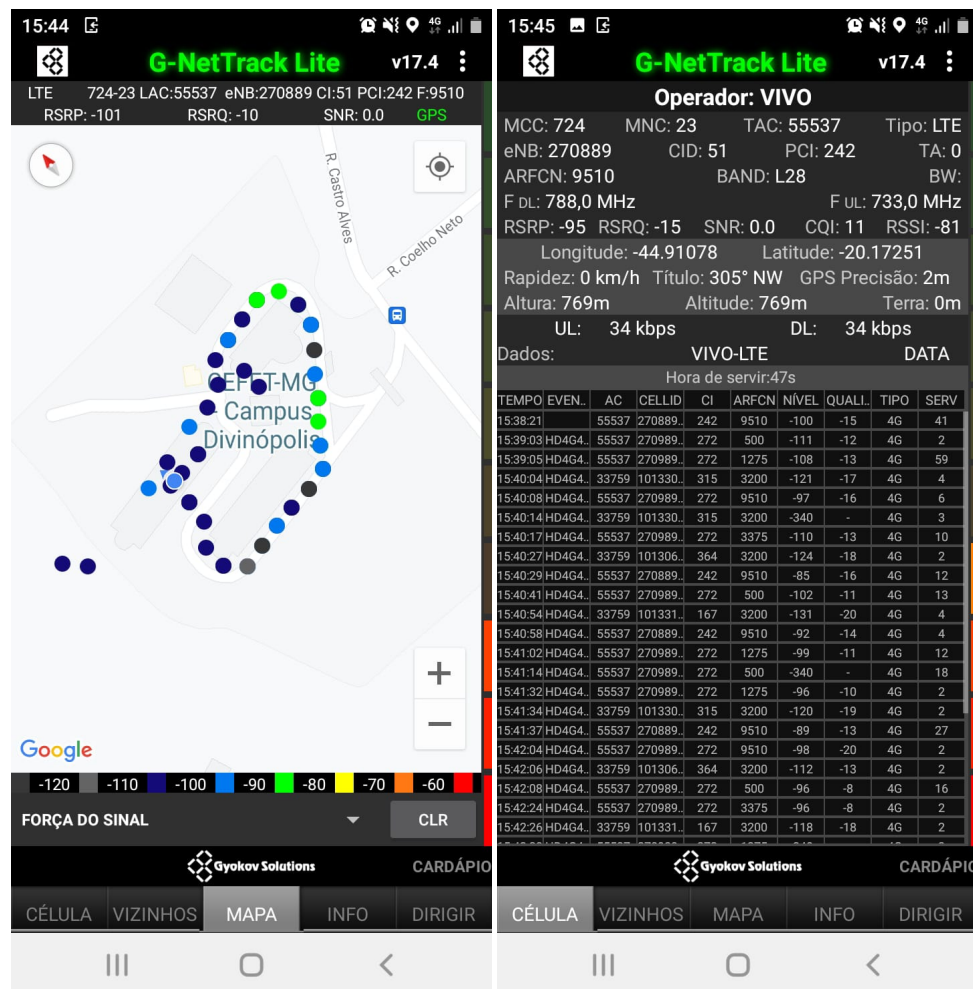 15:44
4G
G-NetTrack Lite v17.4
LTE 724-23 LAC:55537 eNB:270889 CI:51 PCI:242 F:9510
RSRP: -101 RSRQ: -10 SNR: 0.0 GPS
R. Castro Alves
R. Coelho Neto
CEFET-MG
- Campus
Divinópolis
+
−
Google
-120 -110 -100 -90 -80 -70 -60
FORÇA DO SINAL CLR
Gyokov Solutions CARDÁPIO
CÉLULA VIZINHOS MAPA INFO DIRIGIR
15:45
4G
G-NetTrack Lite v17.4
Operador: VIVO
MCC: 724 MNC: 23 TAC: 55537 Tipo: LTE
eNB: 270889 CID: 51 PCI: 242 TA: 0
ARFCN: 9510 BAND: L28 BW:
F DL: 788,0 MHz F UL: 733,0 MHz
RSRP: -95 RSRQ: -15 SNR: 0.0 CQI: 11 RSSI: -81
Longitude: -44.91078 Latitude: -20.17251
Rapidez: 0 km/h Título: 305° NW GPS Precisão: 2m
Altura: 769m Altitude: 769m Terra: 0m
UL: 34 kbps DL: 34 kbps
Dados: VIVO-LTE DATA
Hora de servir:47s
TEMPO EVEN.. AC CELLID CI ARFCN NÍVEL QUALI.. TIPO SERV
15:38:21 55537 270889.. 242 9510 -100 -15 4G 41
15:39:03 HD4G4.. 55537 270989.. 272 500 -111 -12 4G 2
15:39:05 HD4G4.. 55537 270989.. 272 1275 -108 -13 4G 59
15:40:04 HD4G4.. 33759 101330.. 315 3200 -121 -17 4G 4
15:40:08 HD4G4.. 55537 270989.. 272 9510 -97 -16 4G 6
15:40:14 HD4G4.. 33759 101330.. 315 3200 -340 - 4G 3
15:40:17 HD4G4.. 55537 270989.. 272 3375 -110 -13 4G 10
15:40:27 HD4G4.. 33759 101306.. 364 3200 -124 -18 4G 2
15:40:29 HD4G4.. 55537 270889.. 242 9510 -85 -16 4G 12
15:40:41 HD4G4.. 55537 270989.. 272 500 -102 -11 4G 13
15:40:54 HD4G4.. 33759 101331.. 167 3200 -131 -20 4G 4
15:40:58 HD4G4.. 55537 270889.. 242 9510 -92 -14 4G 4
15:41:02 HD4G4.. 55537 270989.. 272 1275 -99 -11 4G 12
15:41:14 HD4G4.. 55537 270989.. 272 500 -340 - 4G 18
15:41:32 HD4G4.. 55537 270989.. 272 1275 -96 -10 4G 2
15:41:34 HD4G4.. 33759 101330.. 315 3200 -120 -19 4G 2
15:41:37 HD4G4.. 55537 270889.. 242 9510 -89 -13 4G 27
15:42:04 HD4G4.. 55537 270989.. 272 9510 -98 -20 4G 2
15:42:06 HD4G4.. 33759 101306.. 364 3200 -112 -13 4G 2
15:42:08 HD4G4.. 55537 270989.. 272 500 -96 -8 4G 16
15:42:24 HD4G4.. 55537 270989.. 272 3375 -96 -8 4G 2
15:42:26 HD4G4.. 33759 101331.. 167 3200 -118 -18 4G 2
Gyokov Solutions CARDÁPIO
CÉLULA VIZINHOS MAPA INFO DIRIGIR